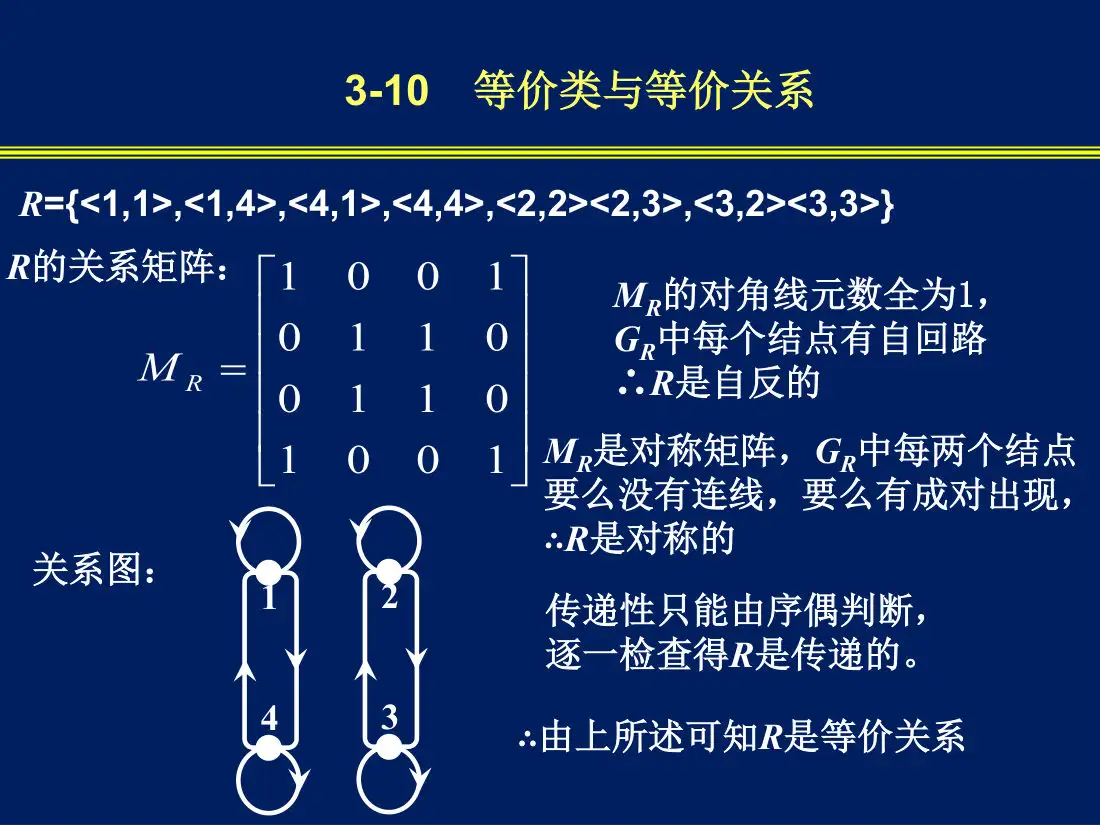 3-10 等价类与等价关系
R={<1,1>,<1,4>,<4,1>,<4,4>,<2,2><2,3>,<3,2><3,3>}
R的关系矩阵：
M_R =
1 0 0 1
0 1 1 0
0 1 1 0
1 0 0 1
M_R的对角线元数全为1，
G_R中每个结点有自回路
∴R是自反的
M_R是对称矩阵，G_R中每两个结点
要么没有连线，要么有成对出现，
∴R是对称的
关系图：
1 2
4 3
传递性只能由序偶判断，
逐一检查得R是传递的。
∴由上所述可知R是等价关系